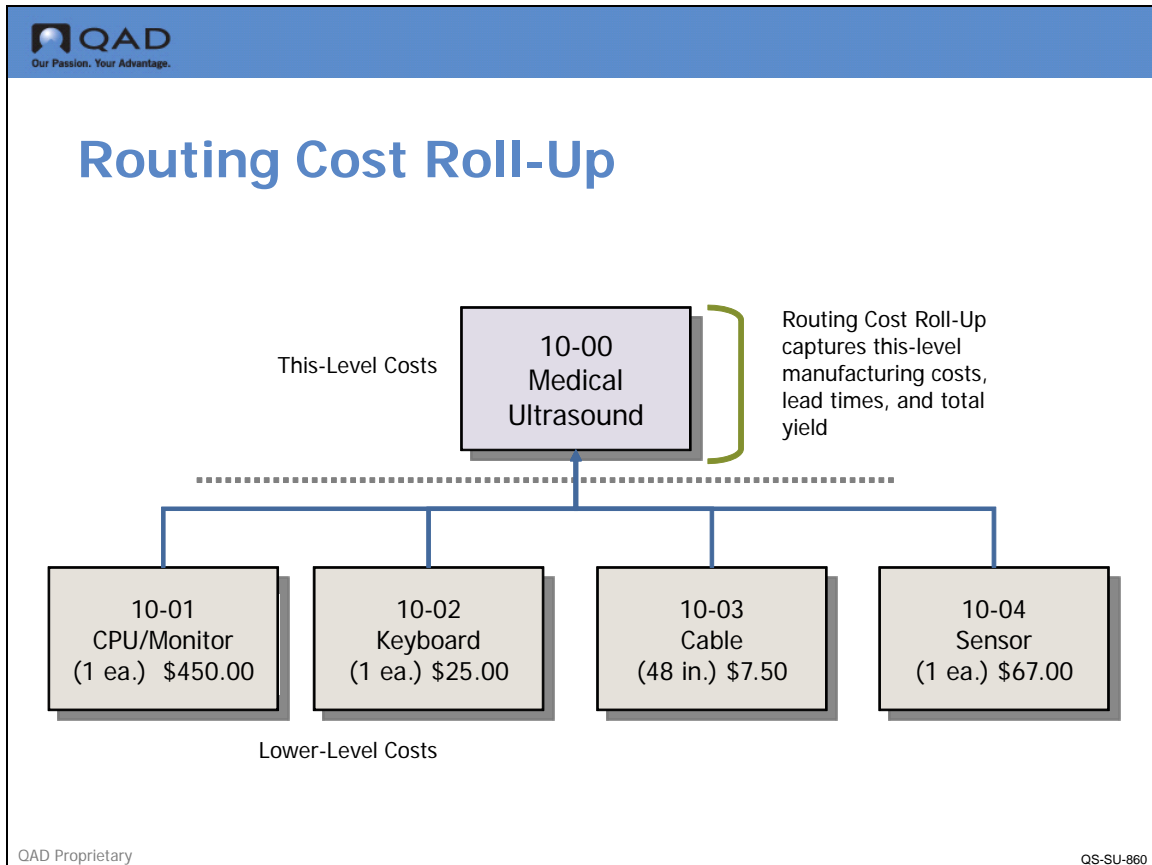 QAD
Our Passion. Your Advantage.
Routing Cost Roll-Up
This-Level Costs
10-00
Medical
Ultrasound
Routing Cost Roll-Up
captures this-level
manufacturing costs,
lead times, and total
yield
10-01
CPU/Monitor
(1 ea.) $450.00
10-02
Keyboard
(1 ea.) $25.00
10-03
Cable
(48 in.) $7.50
10-04
Sensor
(1 ea.) $67.00
Lower-Level Costs
QAD Proprietary
QS-SU-860